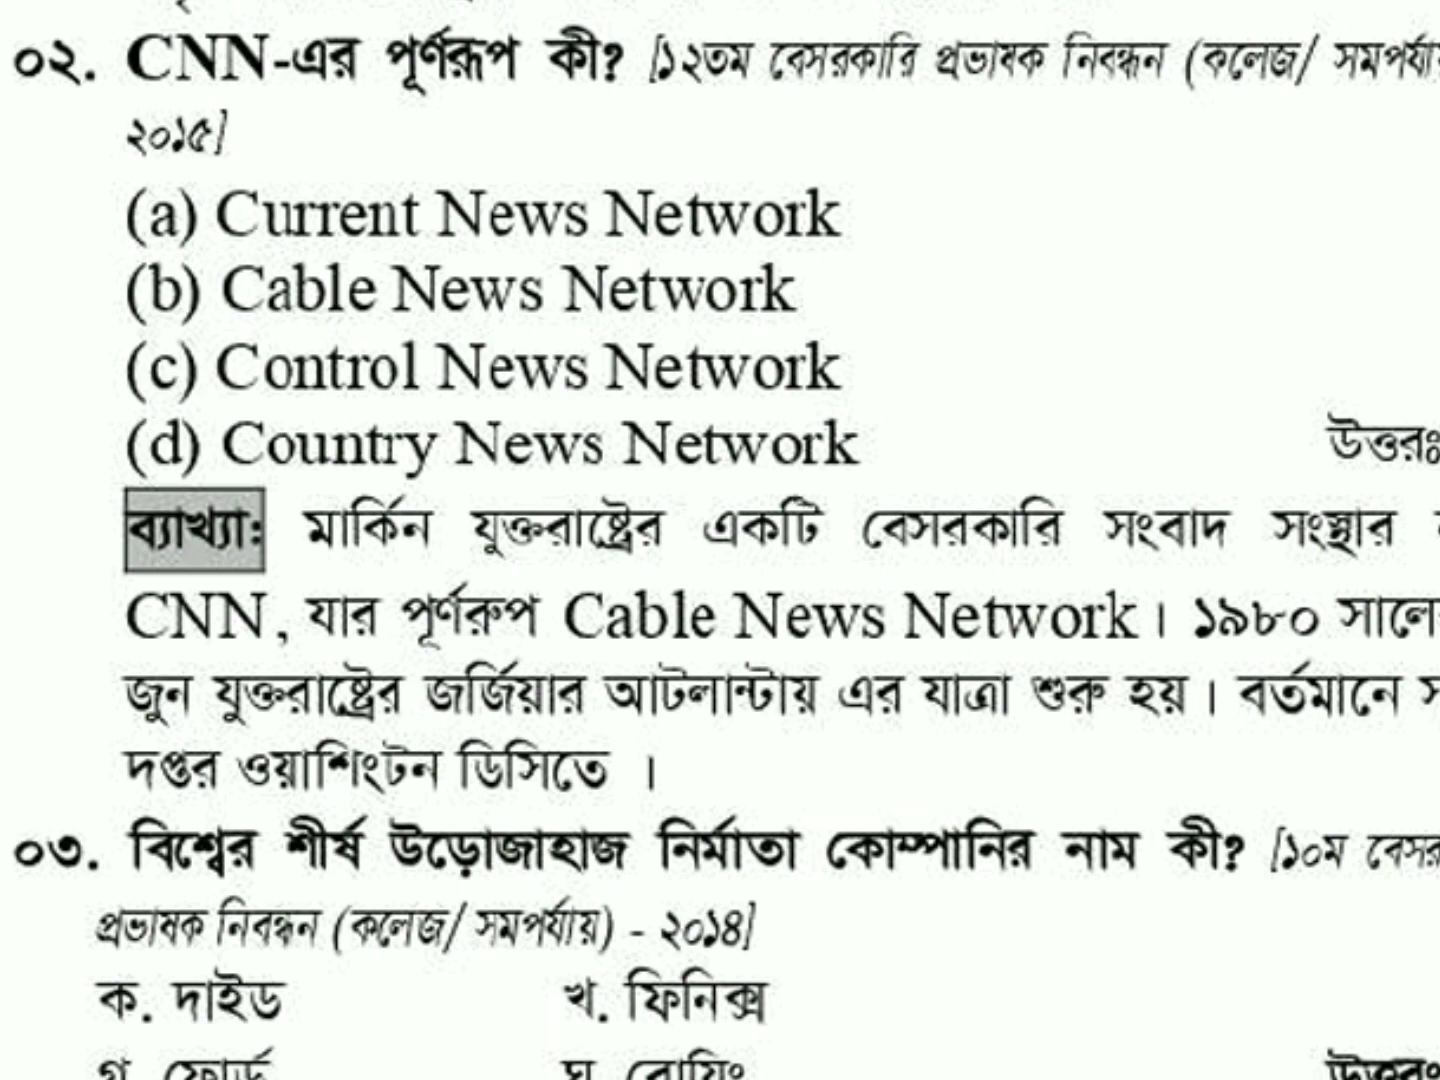 ০২. CNN-এর পূর্ণরূপ কী? [১২তম বেসরকারি প্রভাষক নিবন্ধন (কলেজ/ সমপর্যায়
২০১৫]
(a) Current News Network
(b) Cable News Network
(c) Control News Network
(d) Country News Network উত্তরঃ
ব্যাখ্যা: মার্কিন যুক্তরাষ্ট্রের একটি বেসরকারি সংবাদ সংস্থার
CNN, যার পূর্ণরুপ Cable News Network। ১৯৮০ সালে
জুন যুক্তরাষ্ট্রের জর্জিয়ার আটলান্টায় এর যাত্রা শুরু হয়। বর্তমানে
দপ্তর ওয়াশিংটন ডিসিতে ।
০৩. বিশ্বের শীর্ষ উড়োজাহাজ নির্মাতা কোম্পানির নাম কী? [১০ম
প্রভাষক নিবন্ধন (কলেজ/ সমপর্যায়) - ২০১৪]
ক. দাইড খ. ফিনিক্স
গ. ফোর্ড ঘ. বোয়িং উত্তরঃ